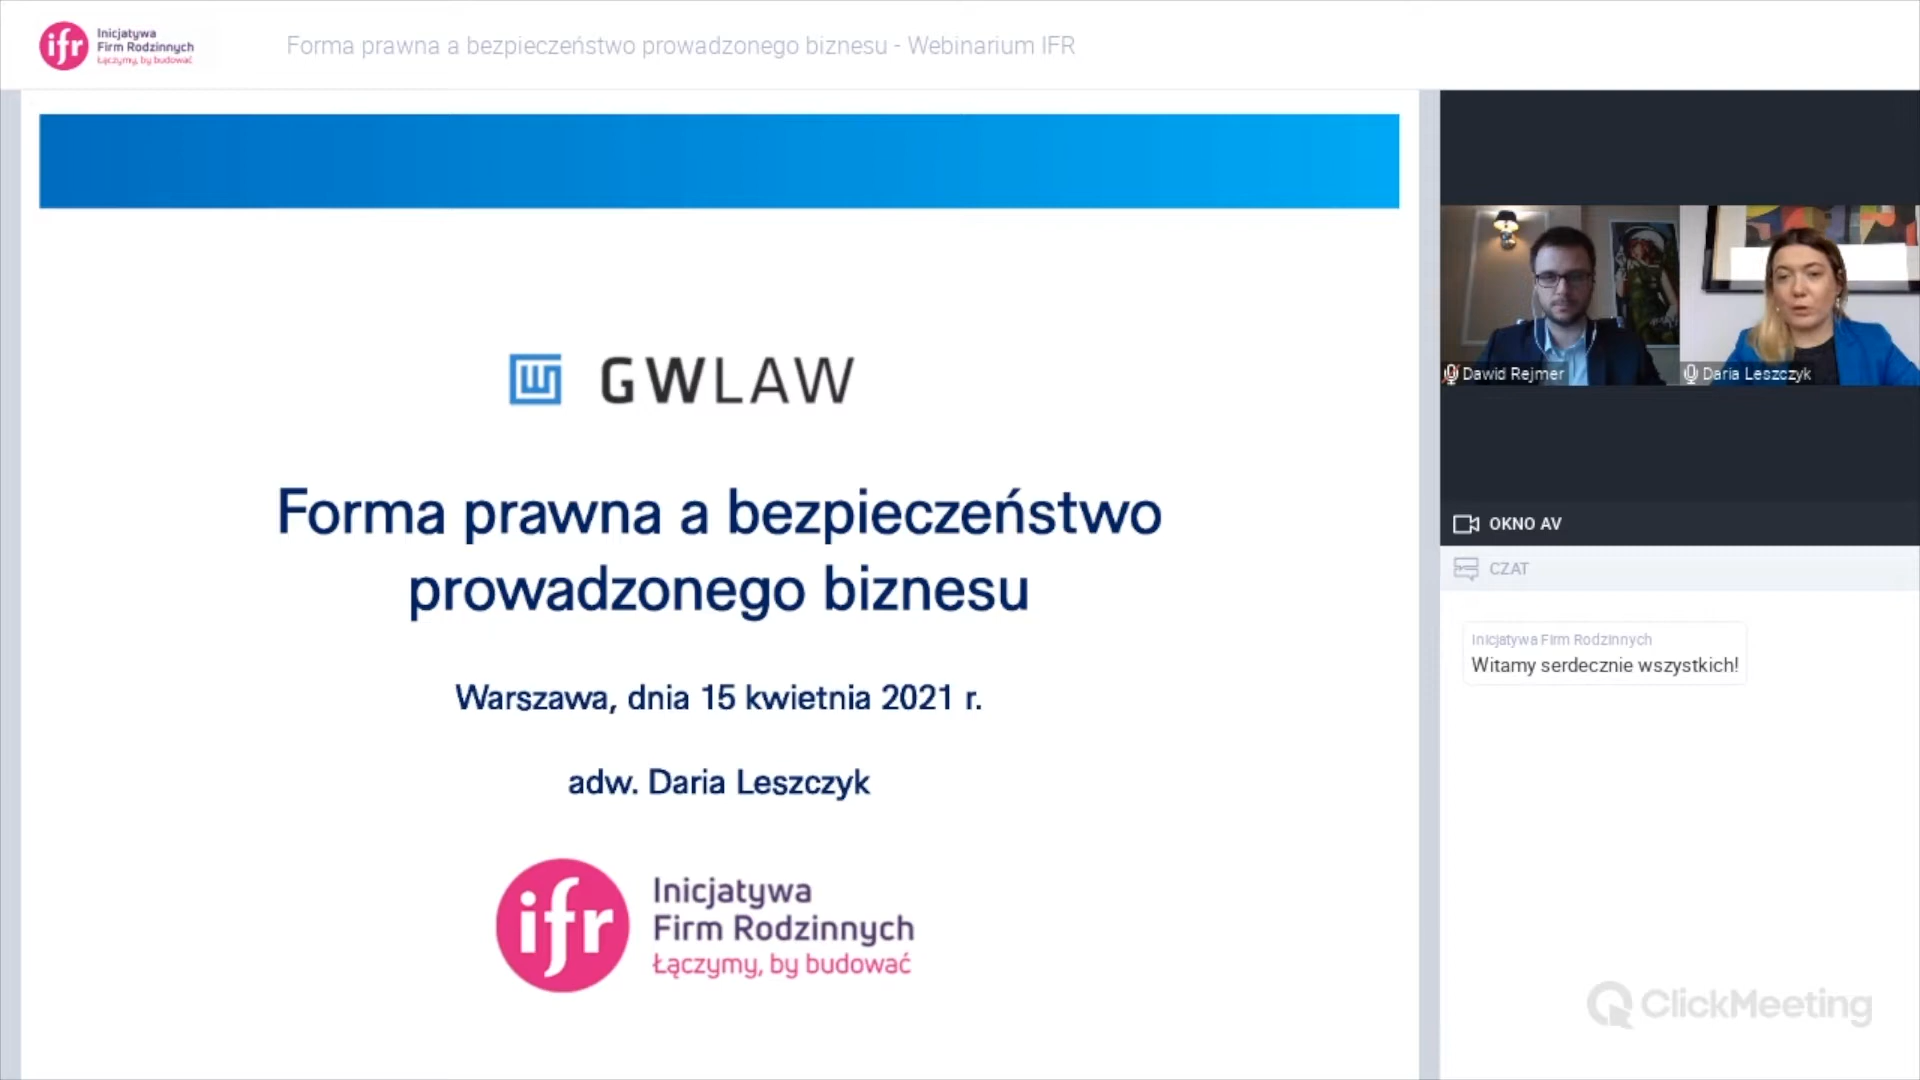 ifr
Inicjatywa
Firm Rodzinnych
Łączymy, by budować
Forma prawna a bezpieczeństwo prowadzonego biznesu - Webinarium IFR
GWLAW
Forma prawna a bezpieczeństwo
prowadzonego biznesu
Warszawa, dnia 15 kwietnia 2021 r.
adw. Daria Leszczyk
ifr
Inicjatywa
Firm Rodzinnych
Łączymy, by budować
Dawid Rejmer
Daria Leszczyk
OKNO AV
CZAT
Inicjatywa Firm Rodzinnych
Witamy serdecznie wszystkich!
ClickMeeting